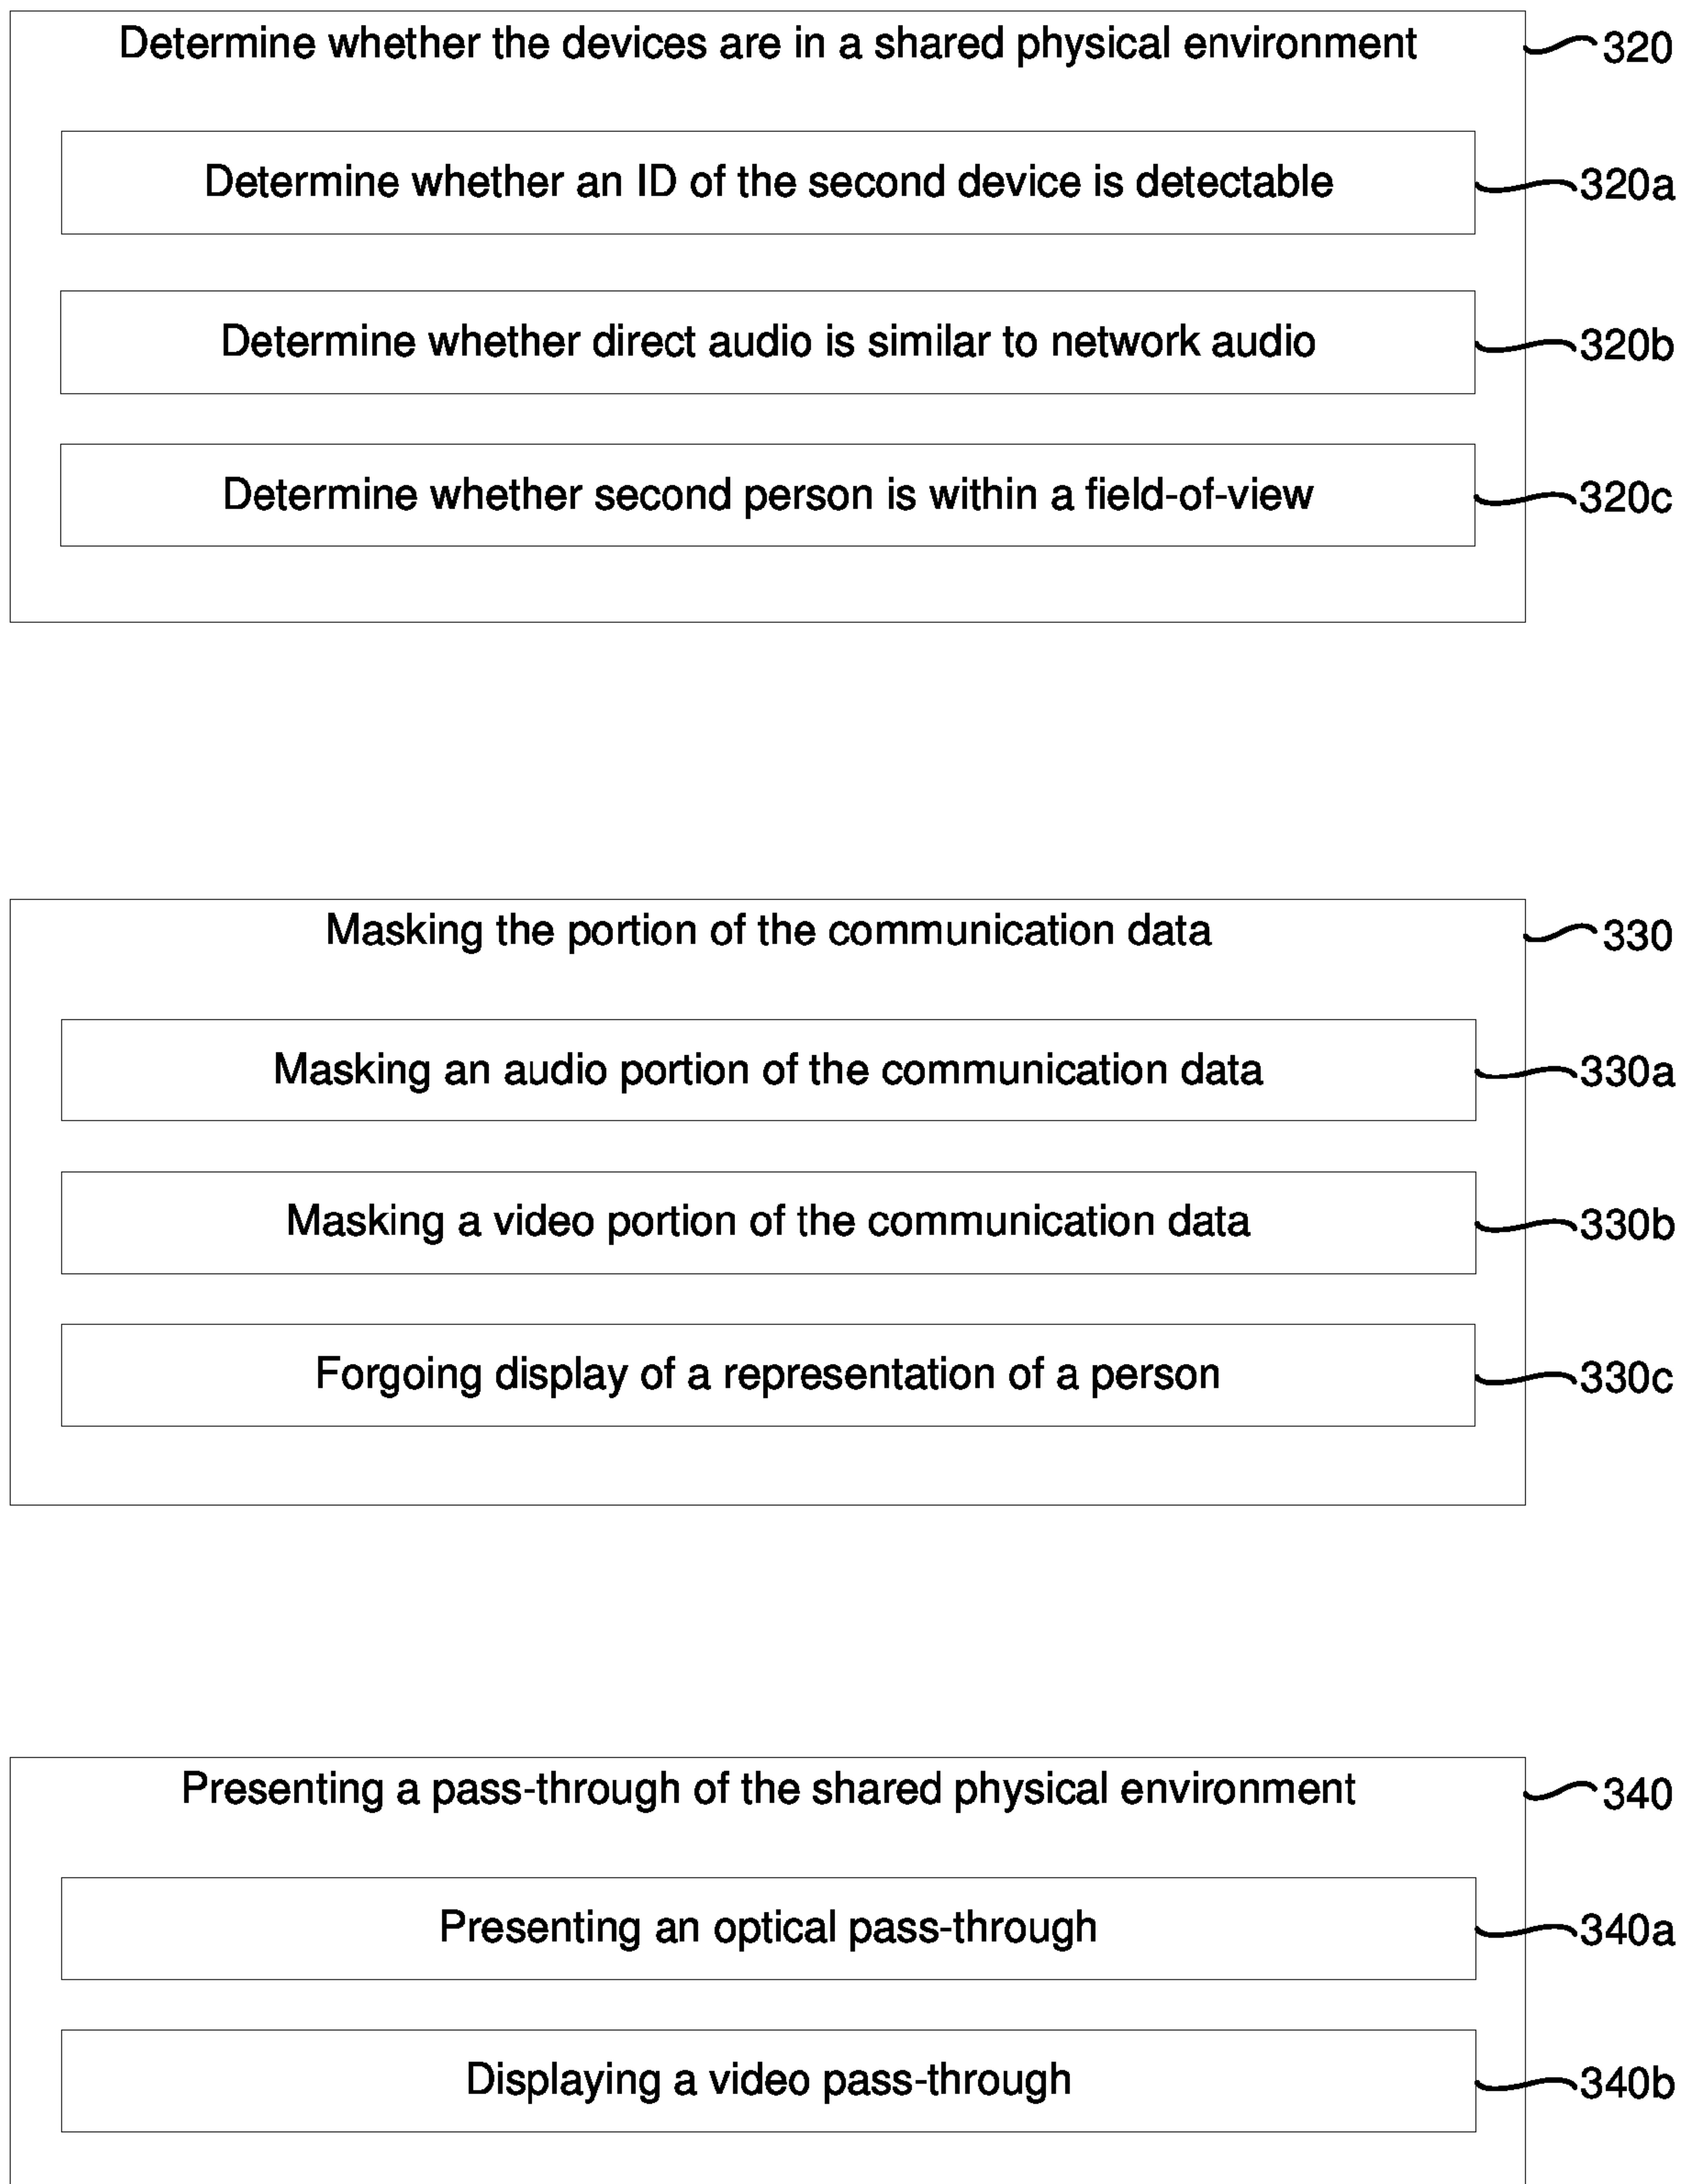 Determine whether the devices are in a shared physical environment 320
Determine whether an ID of the second device is detectable 320a
Determine whether direct audio is similar to network audio 320b
Determine whether second person is within a field-of-view 320c
Masking the portion of the communication data 330
Masking an audio portion of the communication data 330a
Masking a video portion of the communication data 330b
Forgoing display of a representation of a person 330c
Presenting a pass-through of the shared physical environment 340
Presenting an optical pass-through 340a
Displaying a video pass-through 340b